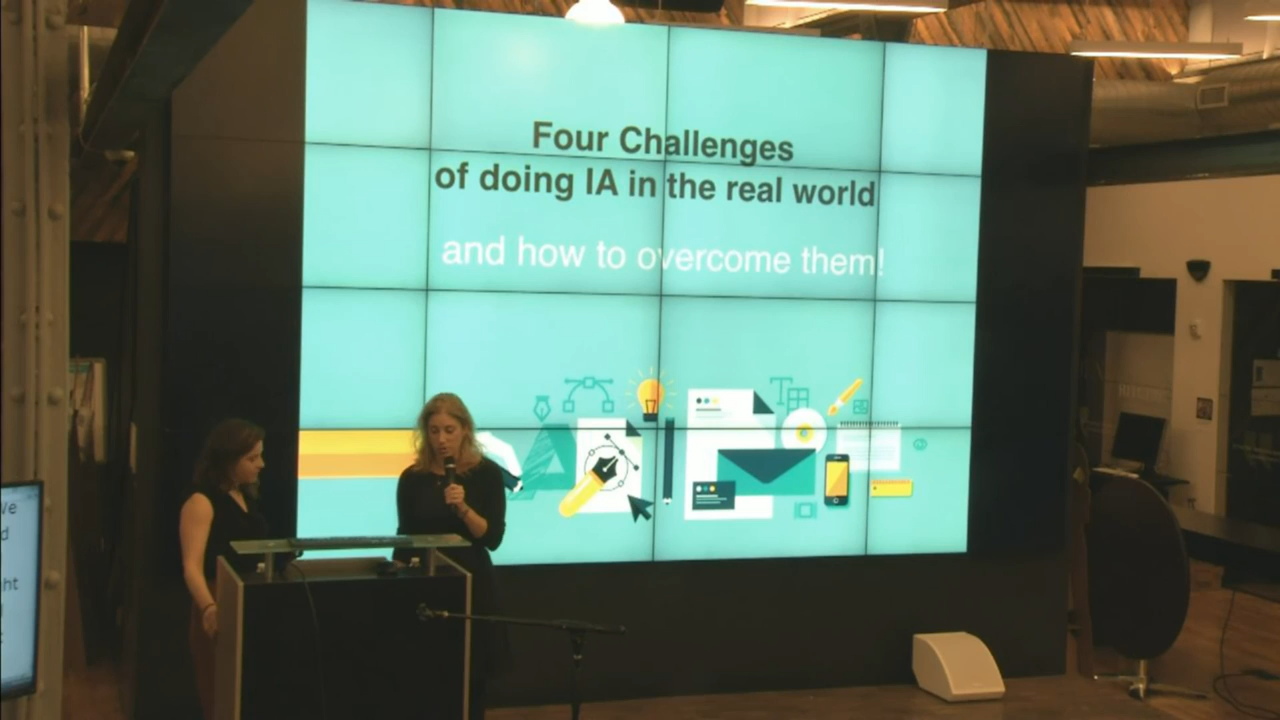 Four Challenges
of doing IA in the real world
and how to overcome them!